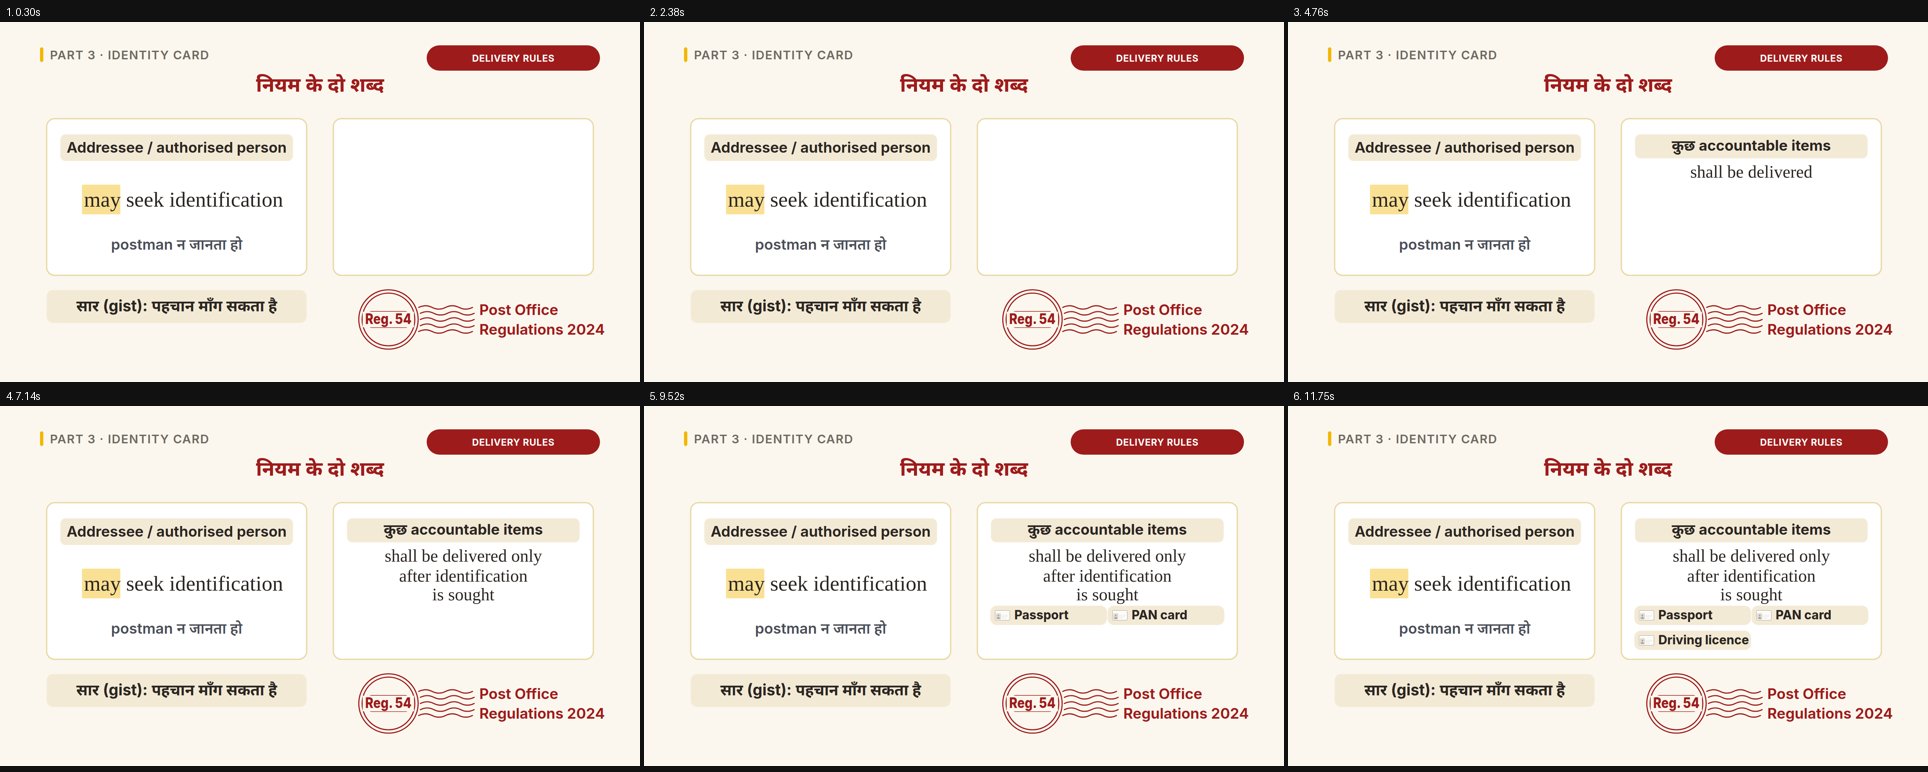 1. 0.30s
PART 3 · IDENTITY CARD
DELIVERY RULES
नियम के दो शब्द
Addressee / authorised person
may seek identification
postman न जानता हो
सार (gist): पहचान माँग सकता है
Reg. 54
Post Office
Regulations 2024
2. 2.38s
PART 3 · IDENTITY CARD
DELIVERY RULES
नियम के दो शब्द
Addressee / authorised person
may seek identification
postman न जानता हो
सार (gist): पहचान माँग सकता है
Reg. 54
Post Office
Regulations 2024
3. 4.76s
PART 3 · IDENTITY CARD
DELIVERY RULES
नियम के दो शब्द
Addressee / authorised person
may seek identification
postman न जानता हो
कुछ accountable items
shall be delivered
सार (gist): पहचान माँग सकता है
Reg. 54
Post Office
Regulations 2024
4. 7.14s
PART 3 · IDENTITY CARD
DELIVERY RULES
नियम के दो शब्द
Addressee / authorised person
may seek identification
postman न जानता हो
कुछ accountable items
shall be delivered only
after identification
is sought
सार (gist): पहचान माँग सकता है
Reg. 54
Post Office
Regulations 2024
5. 9.52s
PART 3 · IDENTITY CARD
DELIVERY RULES
नियम के दो शब्द
Addressee / authorised person
may seek identification
postman न जानता हो
कुछ accountable items
shall be delivered only
after identification
is sought
Passport PAN card
सार (gist): पहचान माँग सकता है
Reg. 54
Post Office
Regulations 2024
6. 11.75s
PART 3 · IDENTITY CARD
DELIVERY RULES
नियम के दो शब्द
Addressee / authorised person
may seek identification
postman न जानता हो
कुछ accountable items
shall be delivered only
after identification
is sought
Passport PAN card
Driving licence
सार (gist): पहचान माँग सकता है
Reg. 54
Post Office
Regulations 2024